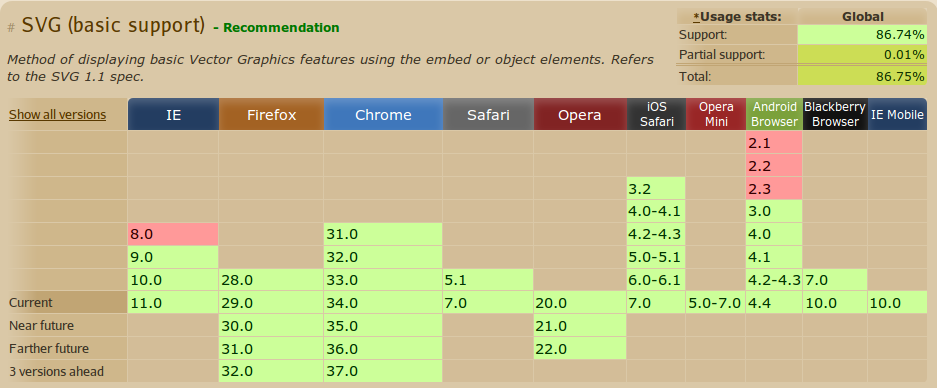 # SVG (basic support) - Recommendation
*Usage stats: Global
Support: 86.74%
Partial support: 0.01%
Total: 86.75%
Method of displaying basic Vector Graphics features using the embed or object elements. Refers
to the SVG 1.1 spec.
Show all versions IE Firefox Chrome Safari Opera iOS Safari Opera Mini Android Browser Blackberry Browser IE Mobile
2.1
2.2
3.2 2.3
4.0-4.1 3.0
8.0 31.0 4.2-4.3 4.0
9.0 32.0 5.0-5.1 4.1
10.0 28.0 33.0 5.1 6.0-6.1 4.2-4.3 7.0
Current 11.0 29.0 34.0 7.0 20.0 7.0 5.0-7.0 4.4 10.0 10.0
Near future 30.0 35.0 21.0
Farther future 31.0 36.0 22.0
3 versions ahead 32.0 37.0